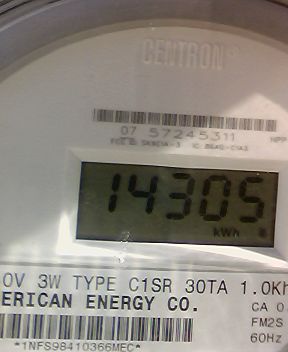 CENTRON®
07 57245311
14305
kWh
0V 3W TYPE C1SR 30TA 1.0Kh
ERICAN ENERGY CO.
CA 0.
FM2S
60Hz
*1NFS98410366MEC*